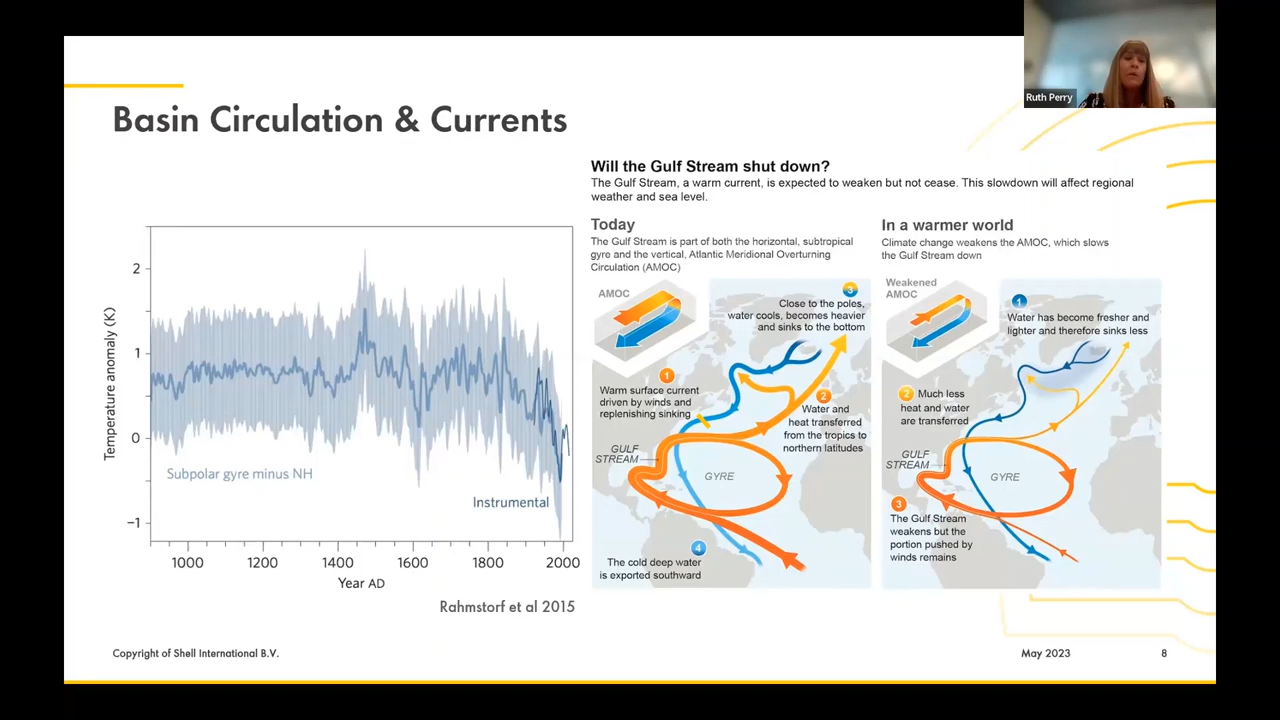 Ruth Perry
Basin Circulation & Currents
Temperature anomaly (K)
2
1
0
−1
Subpolar gyre minus NH
Instrumental
1000
1200
1400
1600
1800
2000
Year AD
Rahmstorf et al 2015
Will the Gulf Stream shut down?
The Gulf Stream, a warm current, is expected to weaken but not cease. This slowdown will affect regional
weather and sea level.
Today
The Gulf Stream is part of both the horizontal, subtropical
gyre and the vertical, Atlantic Meridional Overturning
Circulation (AMOC)
AMOC
3
Close to the poles,
water cools, becomes heavier
and sinks to the bottom
1
Warm surface current
driven by winds and
replenishing sinking
2
Water and
heat transferred
from the tropics to
northern latitudes
GULF
STREAM
GYRE
4
The cold deep water
is exported southward
In a warmer world
Climate change weakens the AMOC, which slows
the Gulf Stream down
Weakened
AMOC
1
Water has become fresher and
lighter and therefore sinks less
2 Much less
heat and water
are transferred
GULF
STREAM
GYRE
3
The Gulf Stream
weakens but the
portion pushed by
winds remains
Copyright of Shell International B.V.
May 2023
8